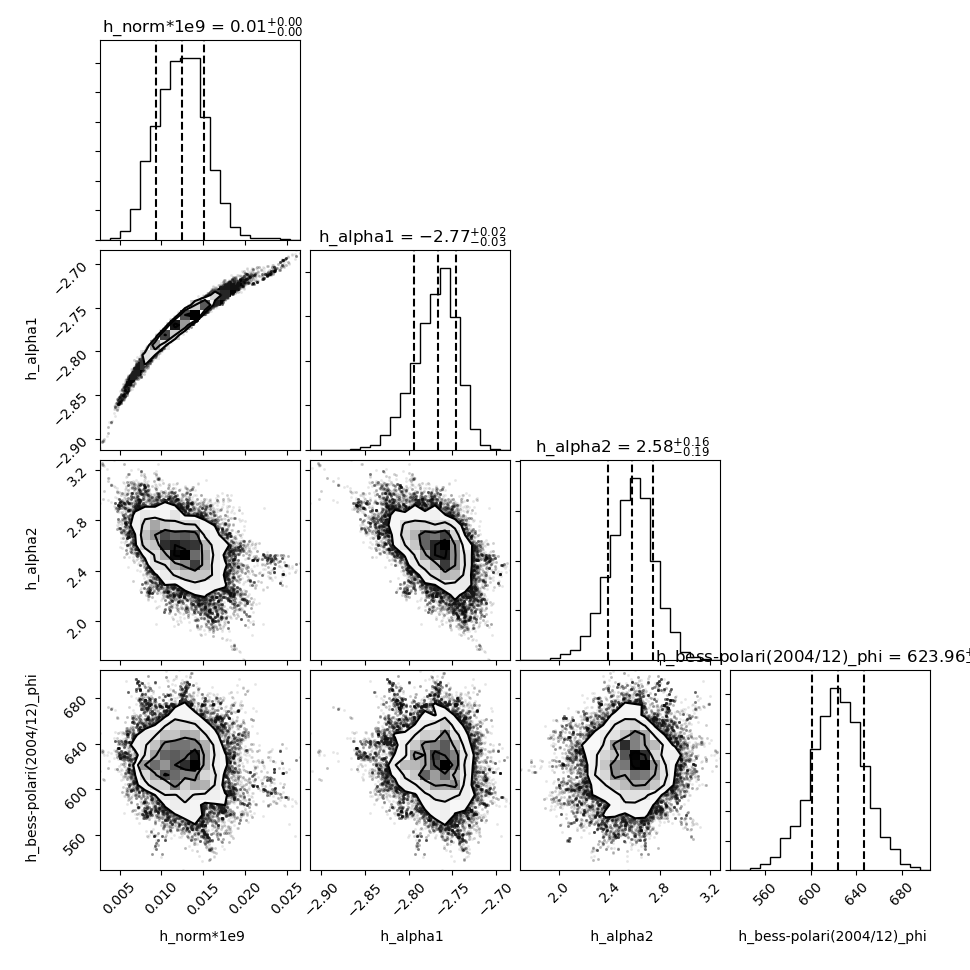 h_norm*1e9 = 0.01+0.00 −0.00
h_alpha1 = −2.77+0.02 −0.03
−2.70
−2.75
−2.80
−2.85
−2.90
h_alpha1
h_alpha2 = 2.58+0.16 −0.19
3.2
2.8
2.4
2.0
h_alpha2
h_bess-polari(2004/12)_phi = 623.96
680
640
600
560
h_bess-polari(2004/12)_phi
0.005 0.010 0.015 0.020 0.025
−2.90 −2.85 −2.80 −2.75 −2.70
2.0 2.4 2.8 3.2
560 600 640 680
h_norm*1e9 h_alpha1 h_alpha2 h_bess-polari(2004/12)_phi